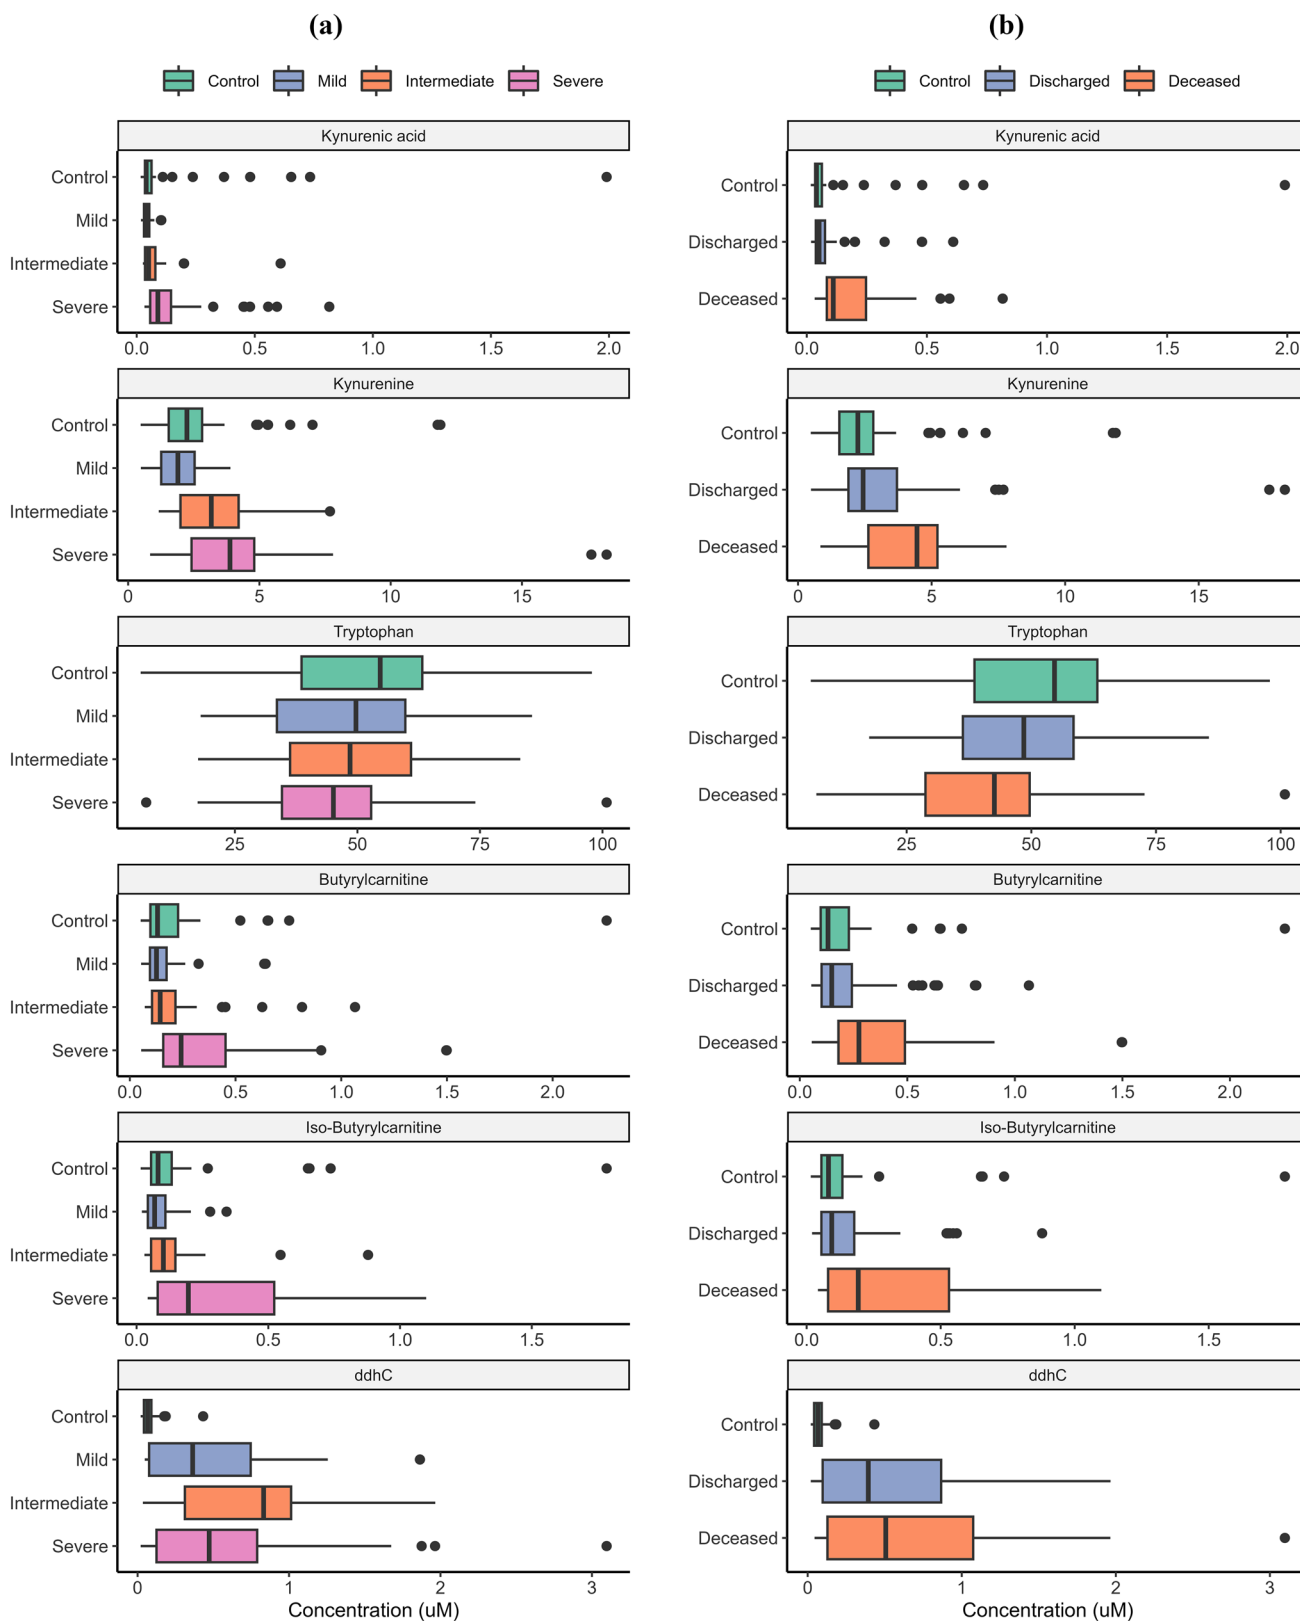 (a)
Control Mild Intermediate Severe
Kynurenic acid
Control
Mild
Intermediate
Severe
0.0 0.5 1.0 1.5 2.0
Kynurenine
Control
Mild
Intermediate
Severe
0 5 10 15
Tryptophan
Control
Mild
Intermediate
Severe
25 50 75 100
Butyrylcarnitine
Control
Mild
Intermediate
Severe
0.0 0.5 1.0 1.5 2.0
Iso-Butyrylcarnitine
Control
Mild
Intermediate
Severe
0.0 0.5 1.0 1.5
ddhC
Control
Mild
Intermediate
Severe
0 1 2 3
Concentration (uM)
(b)
Control Discharged Deceased
Kynurenic acid
Control
Discharged
Deceased
0.0 0.5 1.0 1.5 2.0
Kynurenine
Control
Discharged
Deceased
0 5 10 15
Tryptophan
Control
Discharged
Deceased
25 50 75 100
Butyrylcarnitine
Control
Discharged
Deceased
0.0 0.5 1.0 1.5 2.0
Iso-Butyrylcarnitine
Control
Discharged
Deceased
0.0 0.5 1.0 1.5
ddhC
Control
Discharged
Deceased
0 1 2 3
Concentration (uM)